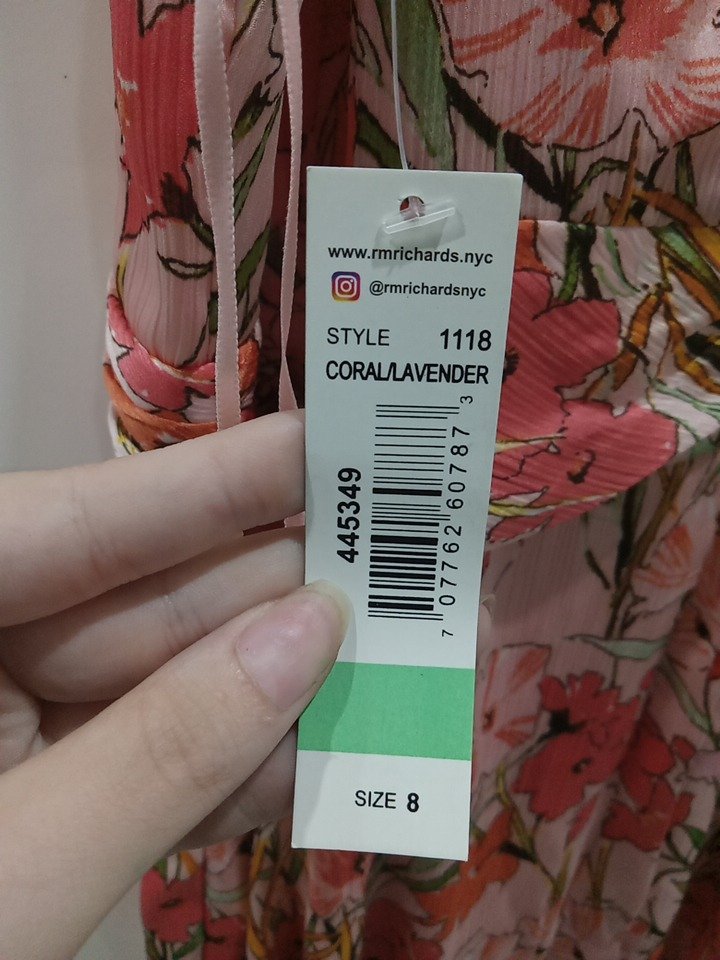 www.rmrichards.nyc
@rmrichardsnyc
STYLE 1118
CORAL/LAVENDER
445349
7 07762 60787 3
SIZE 8